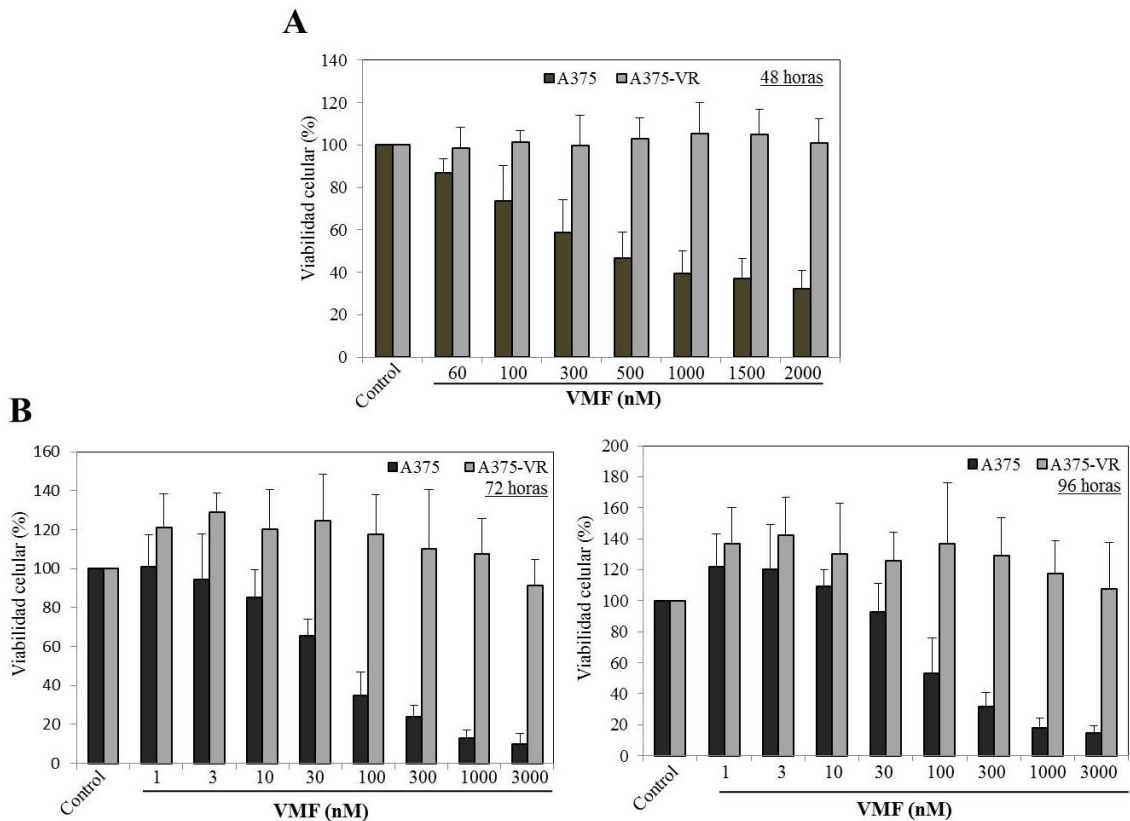 A
140
120
100
80
60
40
20
0
Viabilidad celular (%)
A375 A375-VR 48 horas
Control 60 100 300 500 1000 1500 2000
VMF (nM)
B
160
140
120
100
80
60
40
20
0
Viabilidad celular (%)
A375 A375-VR
72 horas
Control 1 3 10 30 100 300 1000 3000
VMF (nM)
200
180
160
140
120
100
80
60
40
20
0
Viabilidad celular (%)
A375 A375-VR
96 horas
Control 1 3 10 30 100 300 1000 3000
VMF (nM)